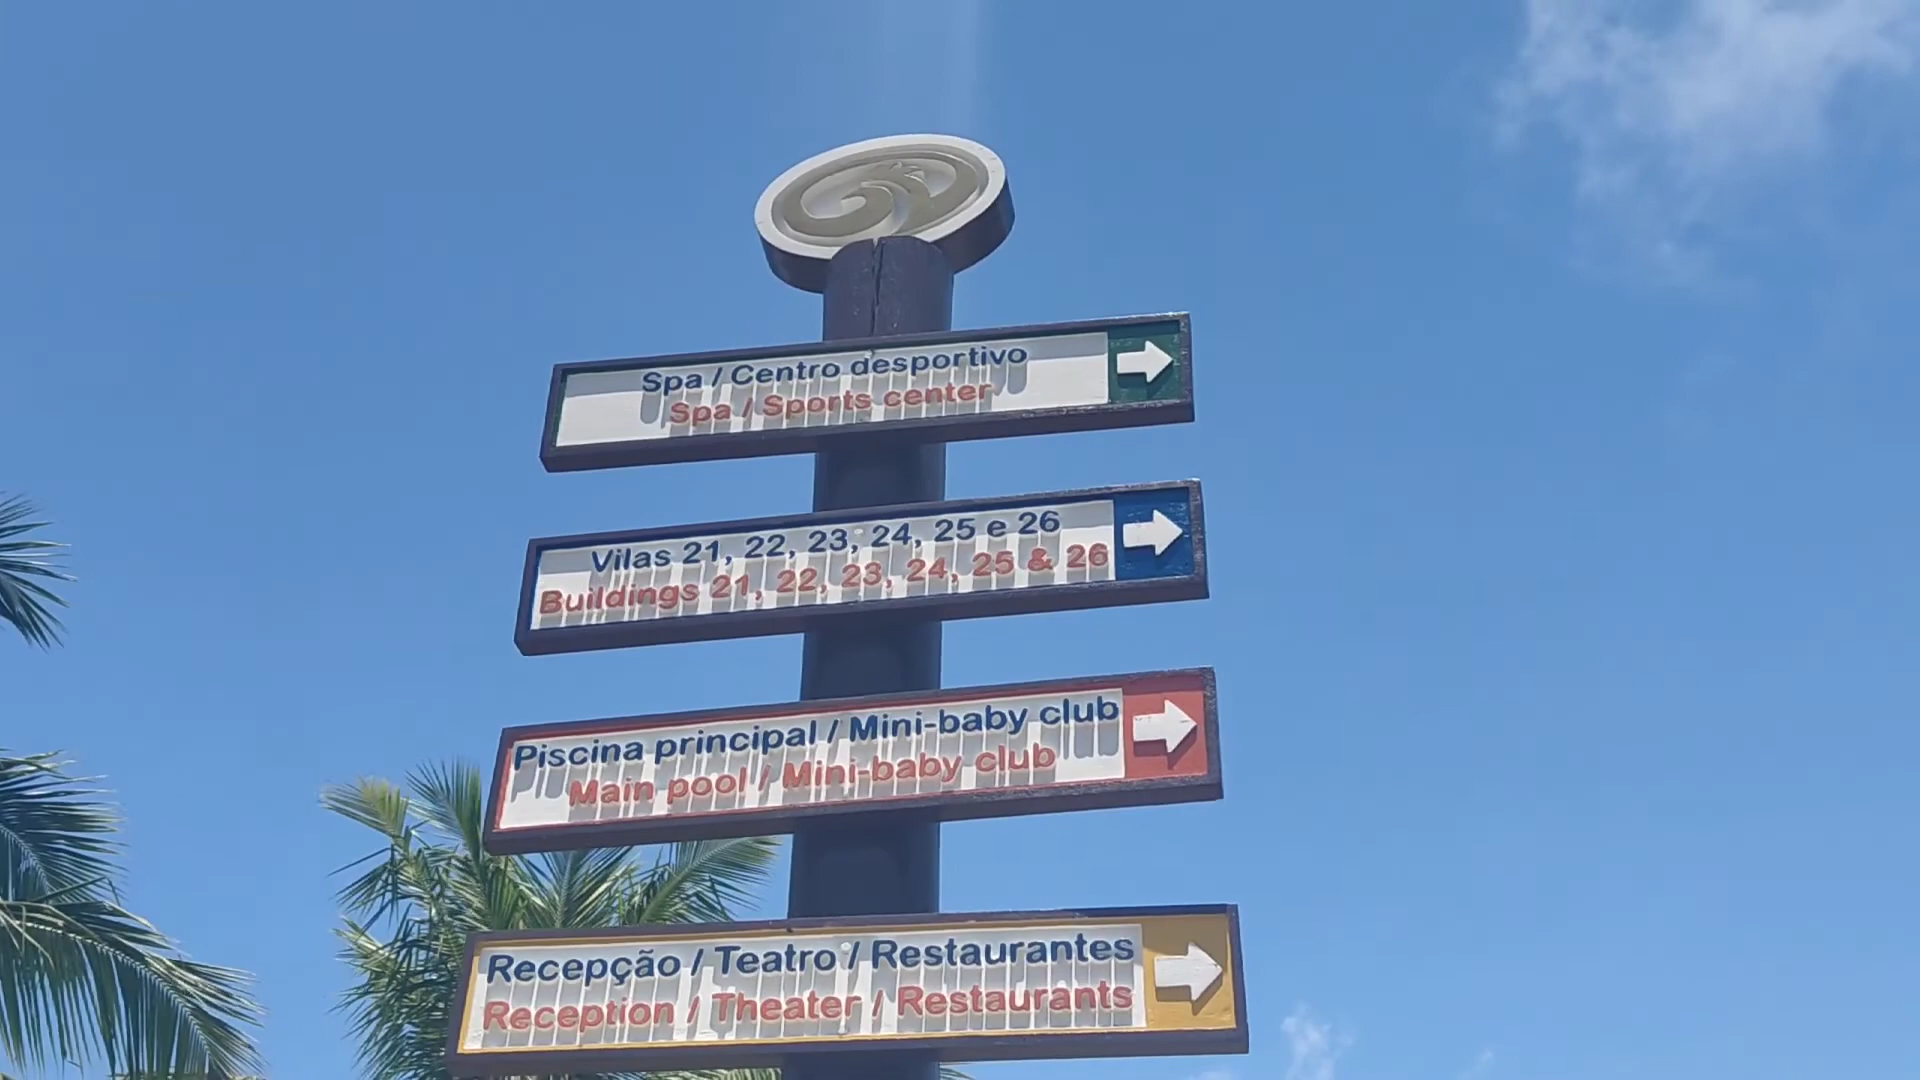 Spa / Centro desportivo
Spa / Sports center
Vilas 21, 22, 23, 24, 25 e 26
Buildings 21, 22, 23, 24, 25 & 26
Piscina principal / Mini-baby club
Main pool / Mini-baby club
Recepção / Teatro / Restaurantes
Reception / Theater / Restaurants